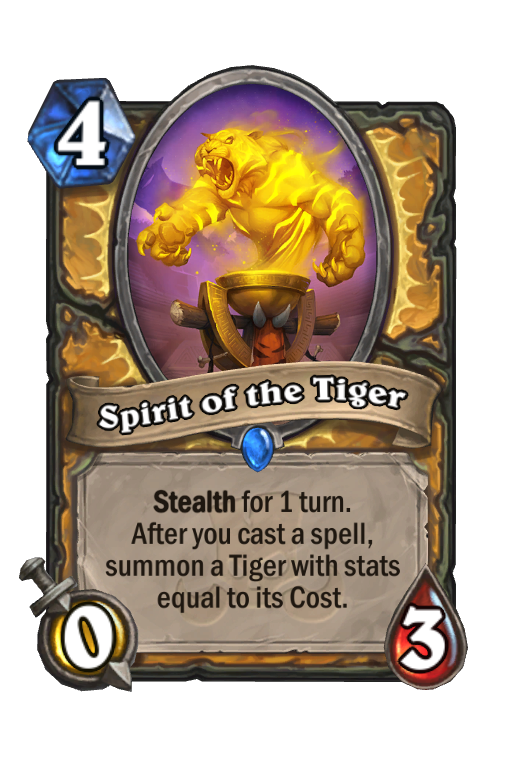 4
Spirit of the Tiger
Stealth for 1 turn.
After you cast a spell,
summon a Tiger with stats
equal to its Cost.
0
3